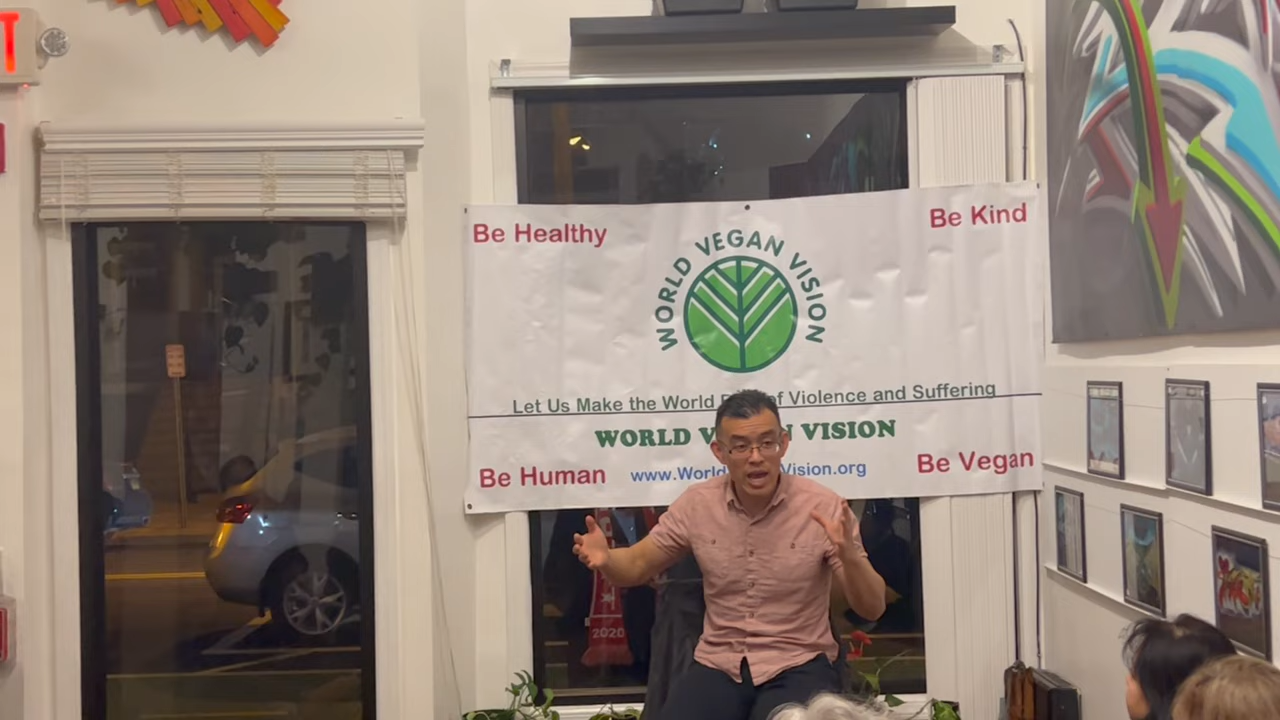 T
Be Healthy
Be Kind
WORLD VEGAN VISION
Let Us Make the World of Violence and Suffering
WORLD VISION
Be Human
www.World Vision.org
Be Vegan
2020